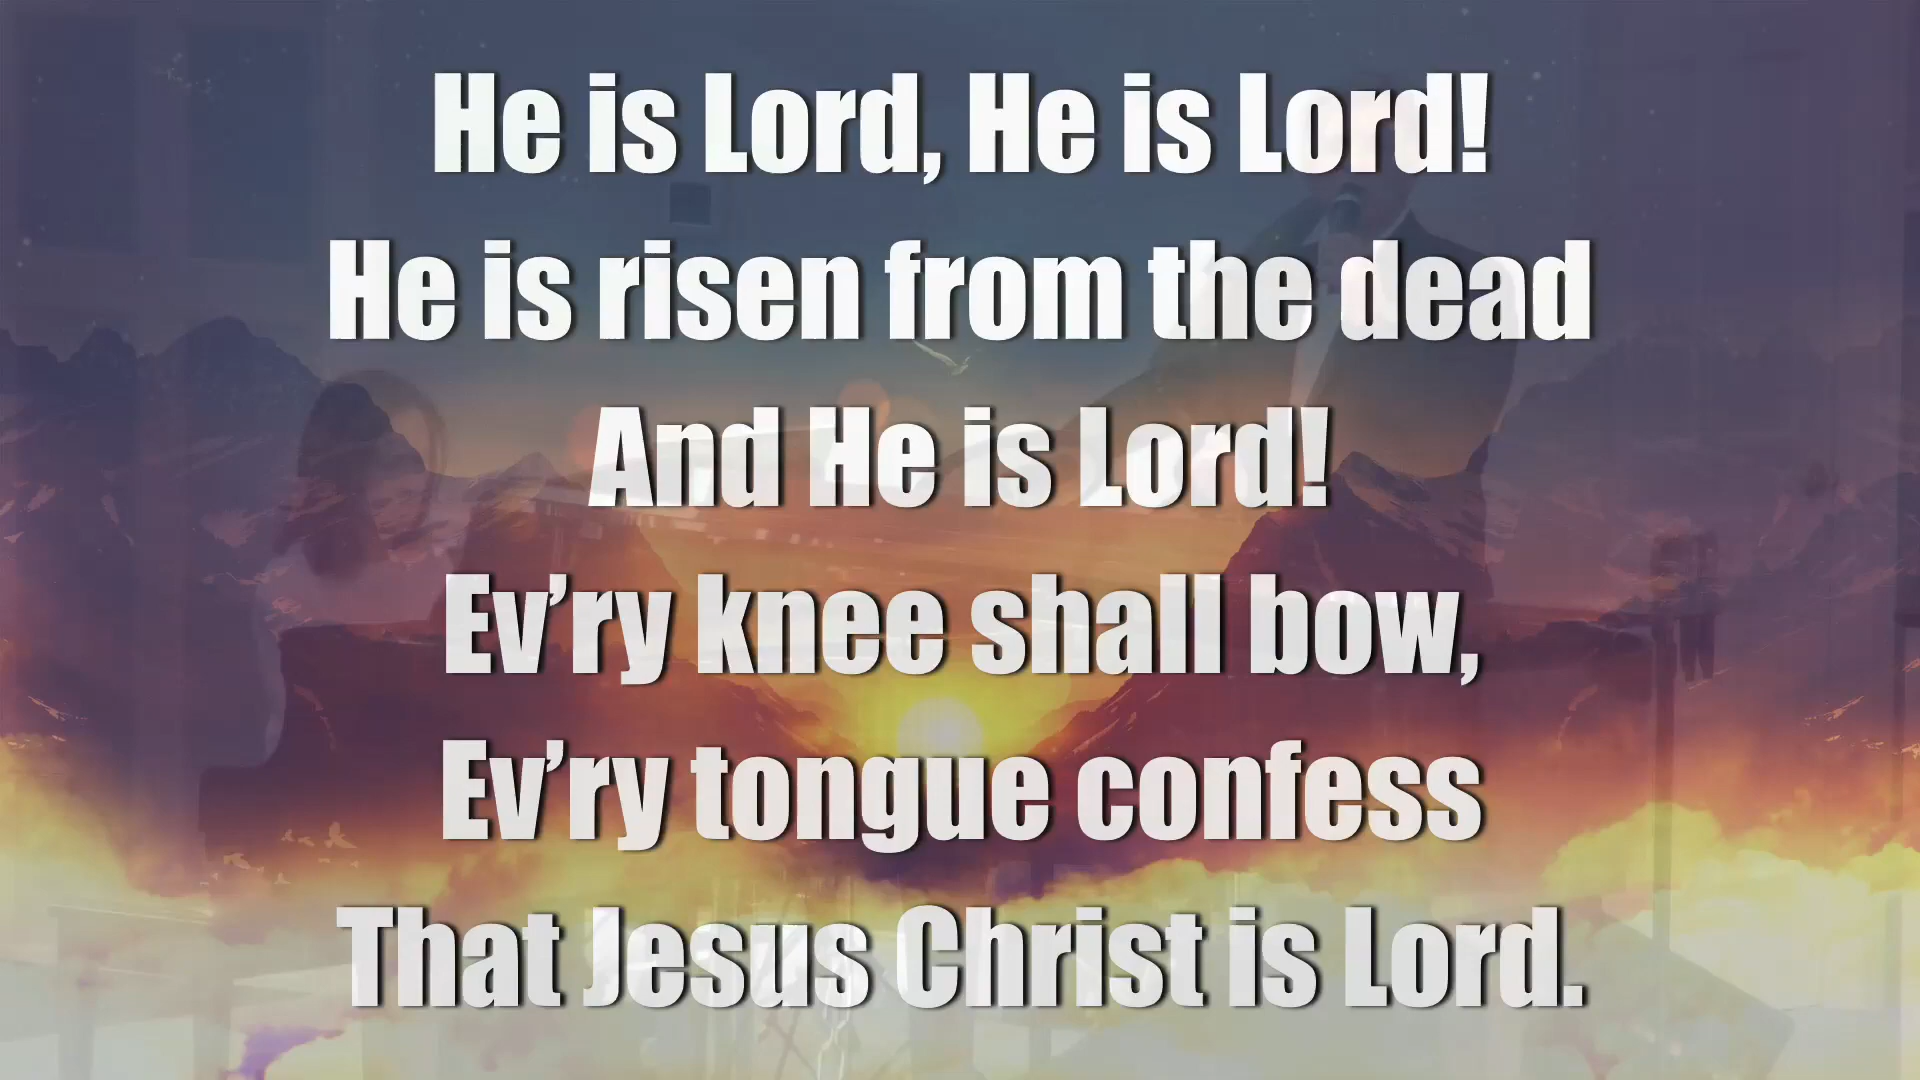 He is Lord, He is Lord!
He is risen from the dead
And He is Lord!
Ev’ry knee shall bow,
Ev’ry tongue confess
That Jesus Christ is Lord.